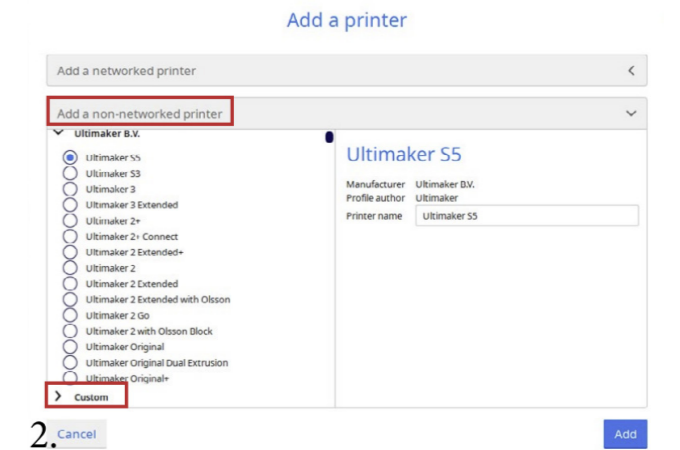 Add a printer
Add a networked printer
Add a non-networked printer
Ultimaker B.V.
Ultimaker S5
Ultimaker S3
Ultimaker 3
Ultimaker 3 Extended
Ultimaker 2+
Ultimaker 2+ Connect
Ultimaker 2 Extended+
Ultimaker 2
Ultimaker 2 Extended
Ultimaker 2 Extended with Olsson
Ultimaker 2 Go
Ultimaker 2 with Olsson Block
Ultimaker Original
Ultimaker Original Dual Extrusion
Ultimaker Original+
Custom
Ultimaker S5
Manufacturer Ultimaker B.V.
Profile author Ultimaker
Printer name Ultimaker S5
2.
Cancel
Add